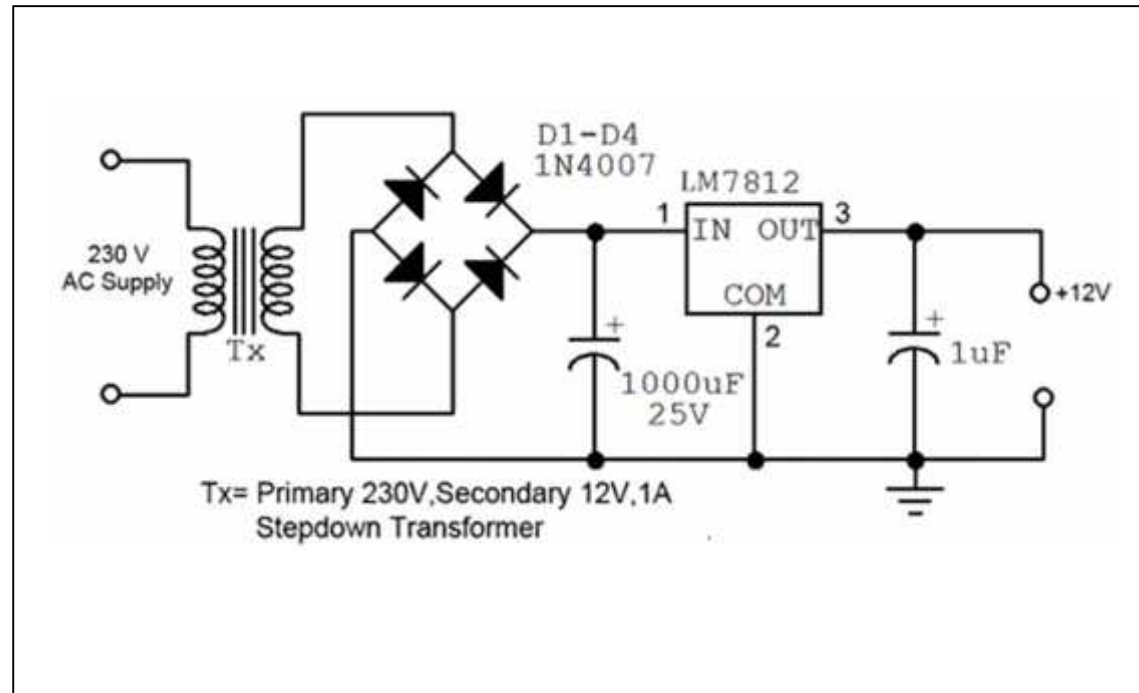 D1-D4
1N4007
LM7812
1
IN OUT
3
230 V
AC Supply
COM
+12V
+
+
2
Tx
1uF
1000uF
25V
Tx= Primary 230V,Secondary 12V,1A
Stepdown Transformer